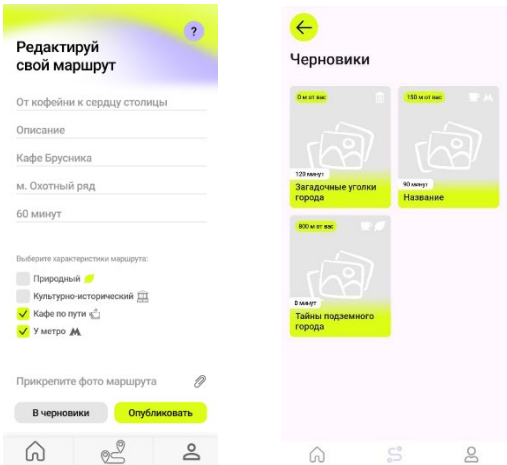 ?
Редактируй
свой маршрут
От кофейни к сердцу столицы
Описание
Кафе Брусника
м. Охотный ряд
60 минут
Выберите характеристики маршрута:
Природный
Культурно-исторический
Кафе по пути
У метро
Прикрепите фото маршрута
В черновики
Опубликовать
Черновики
0 м от вас
120 минут
Загадочные уголки
города
150 м от вас
90 минут
Название
800 м от вас
0 минут
Тайны подземного
города